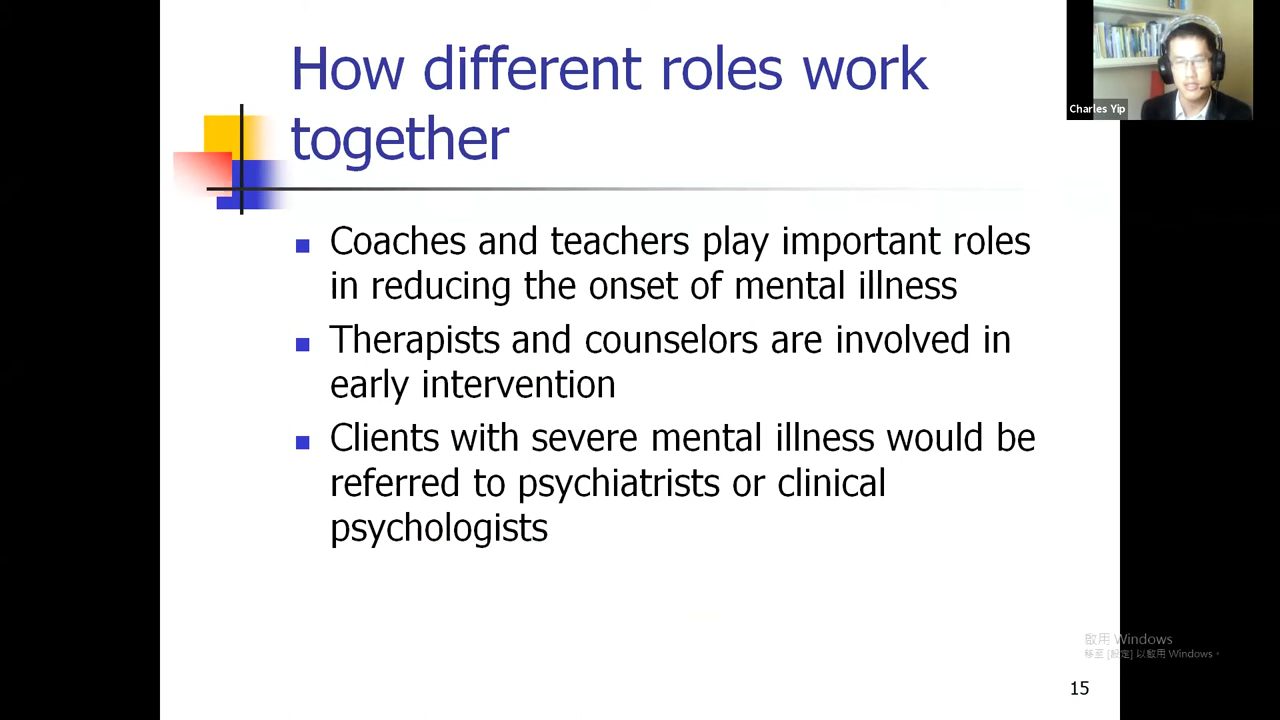 How different roles work
together
Charles Yip
Coaches and teachers play important roles
in reducing the onset of mental illness
Therapists and counselors are involved in
early intervention
Clients with severe mental illness would be
referred to psychiatrists or clinical
psychologists
啟用 Windows
移至 [設定] 以啟用 Windows。
15